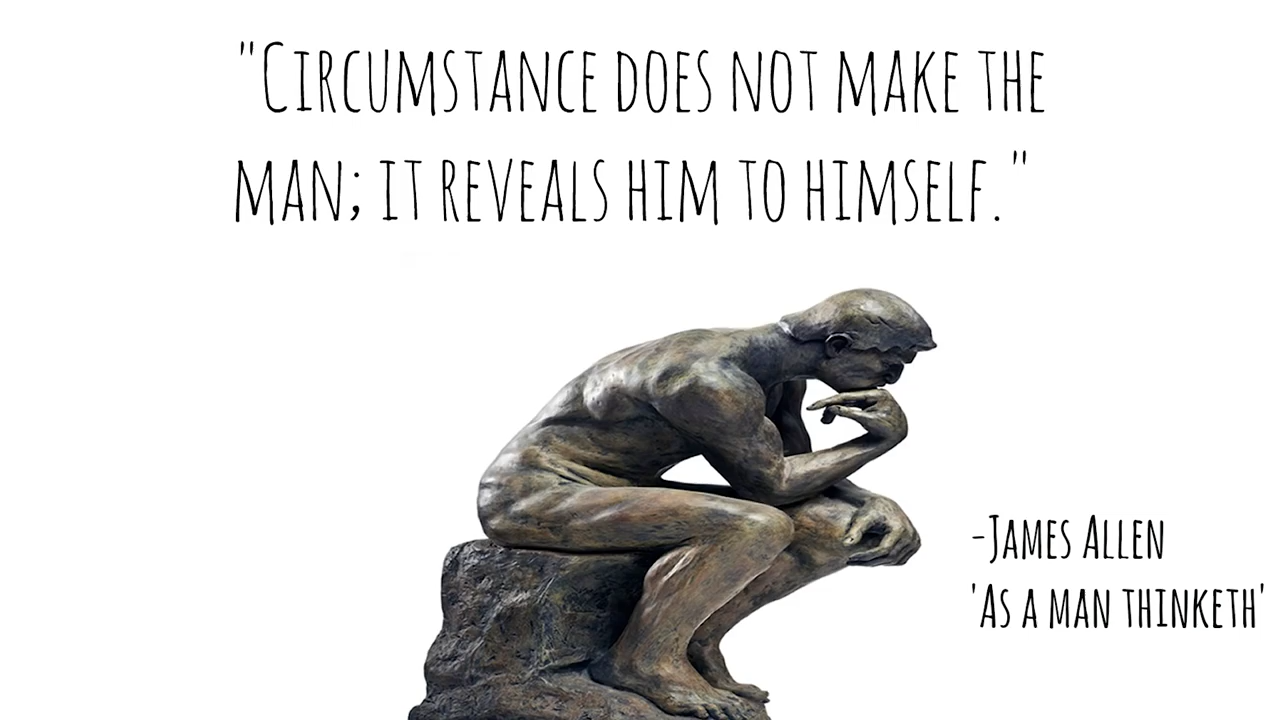 "Circumstance does not make the
man; it reveals him to himself."
-James Allen
'As a man thinketh'